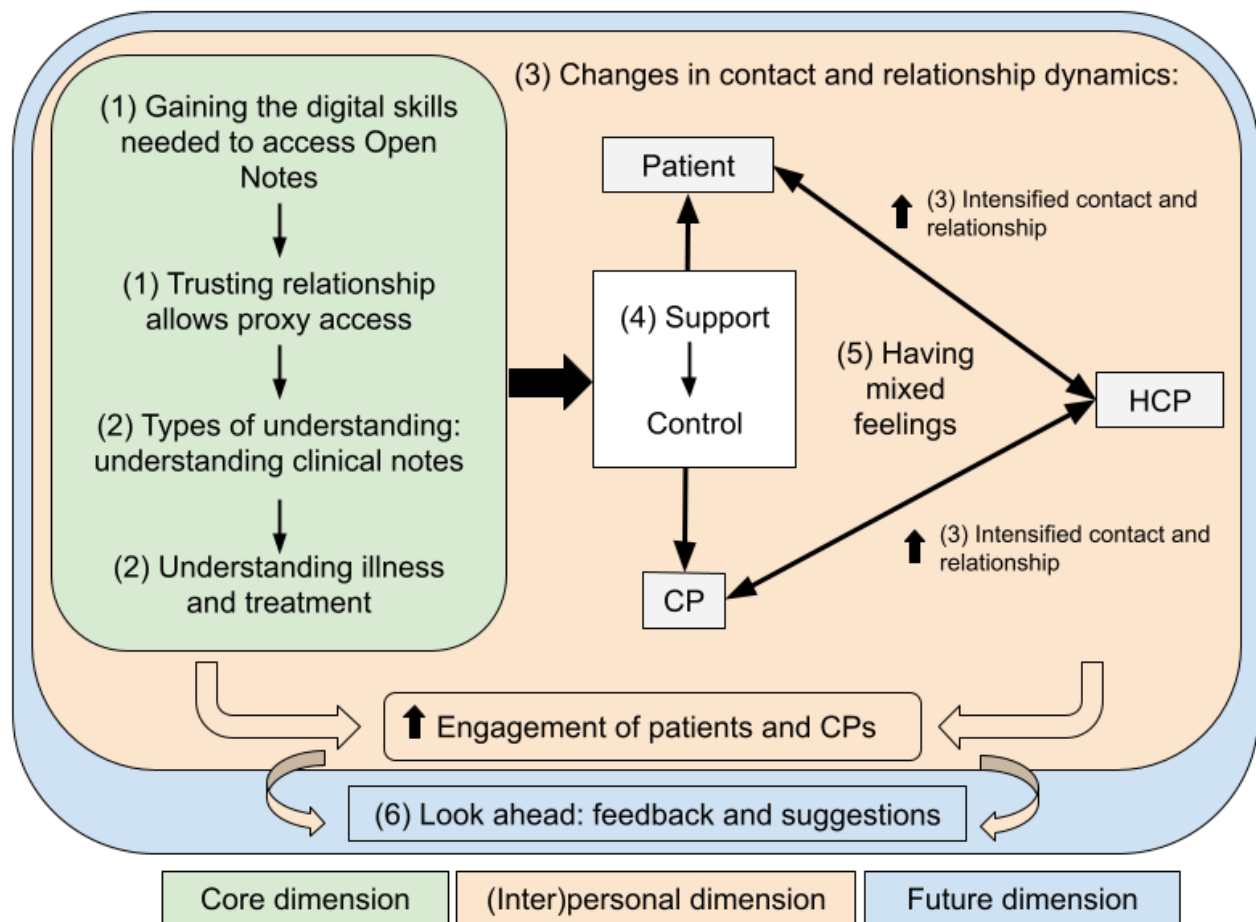 (1) Gaining the digital skills
needed to access Open
Notes
(1) Trusting relationship
allows proxy access
(2) Types of understanding:
understanding clinical notes
(2) Understanding illness
and treatment
(3) Changes in contact and relationship dynamics:
Patient
(3) Intensified contact and
relationship
(4) Support
Control
(5) Having
mixed
feelings
HCP
(3) Intensified contact and
relationship
CP
Engagement of patients and CPs
(6) Look ahead: feedback and suggestions
Core dimension
(Inter)personal dimension
Future dimension